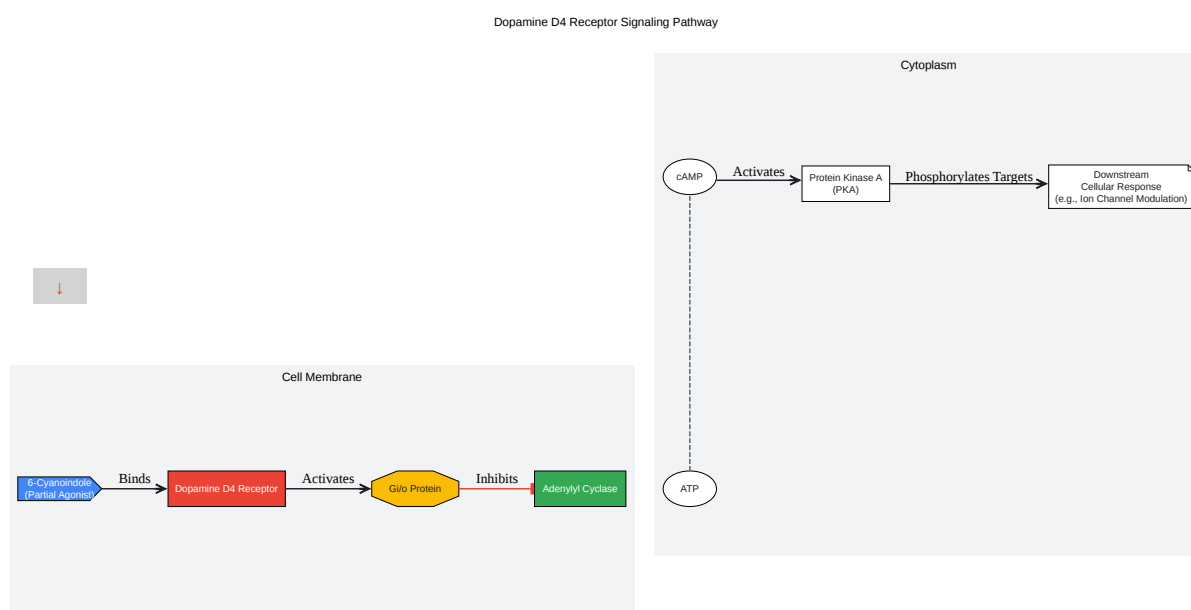 Dopamine D4 Receptor Signaling Pathway
Cytoplasm
cAMP
Activates
Protein Kinase A
(PKA)
Phosphorylates Targets
Downstream
Cellular Response
(e.g., Ion Channel Modulation)
↓
Cell Membrane
6-Cyanoindole
(Partial Agonist)
Binds
Dopamine D4 Receptor
Activates
Gi/o Protein
Inhibits
Adenylyl Cyclase
ATP